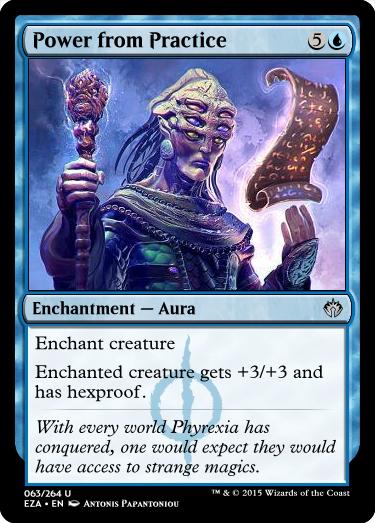 Power from Practice 5
Enchantment — Aura
Enchant creature
Enchanted creature gets +3/+3 and
has hexproof.
With every world Phyrexia has
conquered, one would expect they would
have access to strange magics.
063/264 U
™ & © 2015 Wizards of the Coast
EZA • EN Antonis Papantoniou